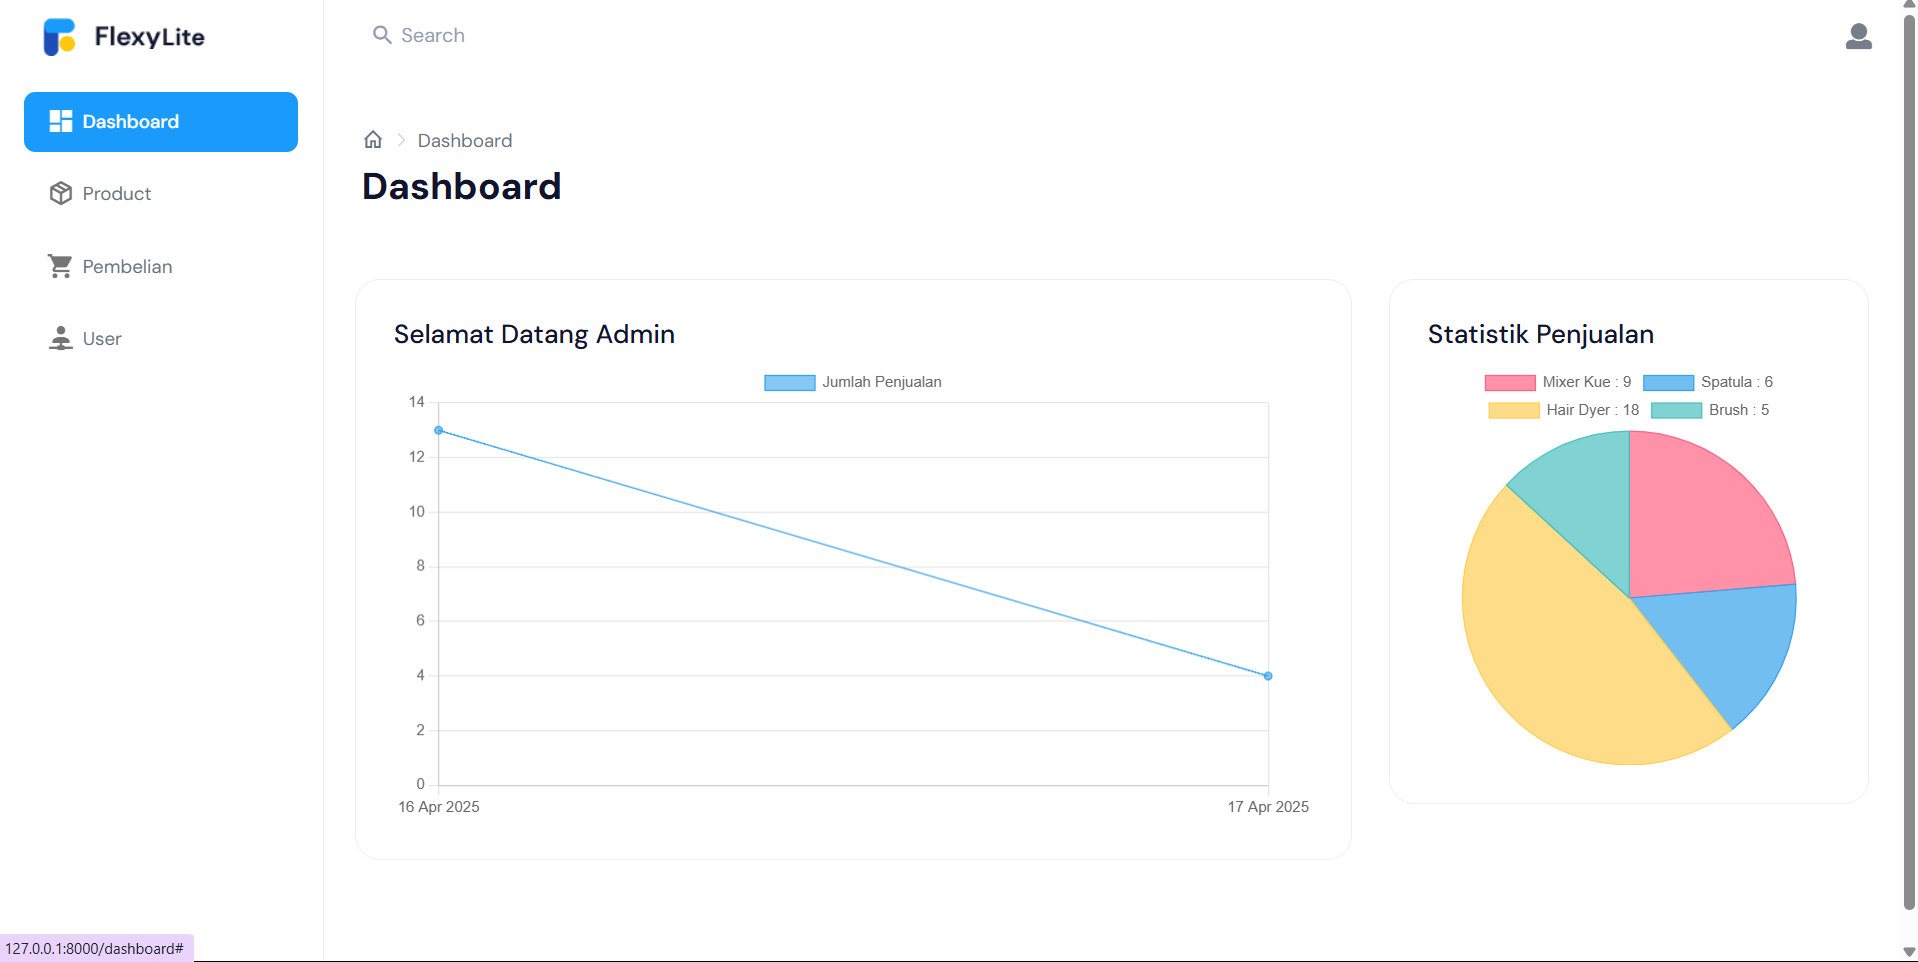 FlexyLite
Search
Dashboard
Product
Pembelian
User
Dashboard
Dashboard
Selamat Datang Admin
Jumlah Penjualan
14
12
10
8
6
4
2
0
16 Apr 2025
17 Apr 2025
Statistik Penjualan
Mixer Kue : 9
Spatula : 6
Hair Dyer : 18
Brush : 5
127.0.0.1:8000/dashboard#